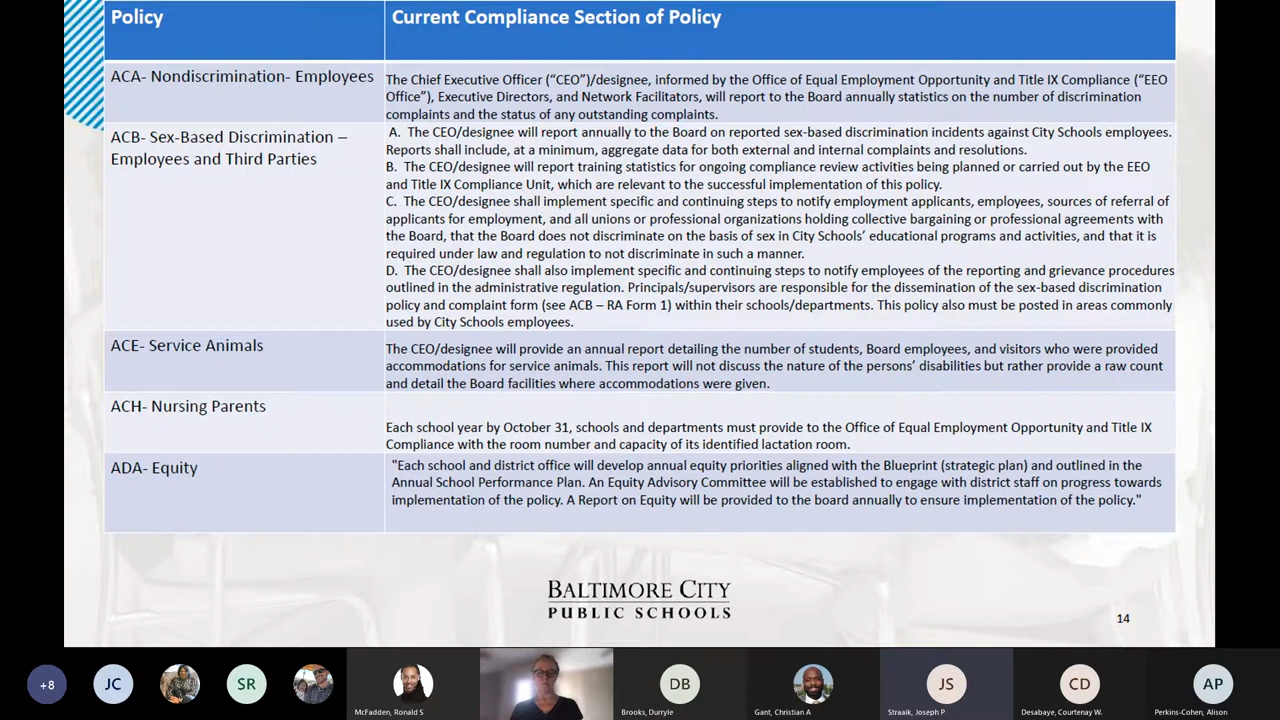 Policy
Current Compliance Section of Policy
ACA- Nondiscrimination- Employees
The Chief Executive Officer (“CEO”)/designee, informed by the Office of Equal Employment Opportunity and Title IX Compliance (“EEO
Office”), Executive Directors, and Network Facilitators, will report to the Board annually statistics on the number of discrimination
complaints and the status of any outstanding complaints.
ACB- Sex-Based Discrimination –
Employees and Third Parties
A. The CEO/designee will report annually to the Board on reported sex-based discrimination incidents against City Schools employees.
Reports shall include, at a minimum, aggregate data for both external and internal complaints and resolutions.
B. The CEO/designee will report training statistics for ongoing compliance review activities being planned or carried out by the EEO
and Title IX Compliance Unit, which are relevant to the successful implementation of this policy.
C. The CEO/designee shall implement specific and continuing steps to notify employment applicants, employees, sources of referral of
applicants for employment, and all unions or professional organizations holding collective bargaining or professional agreements with
the Board, that the Board does not discriminate on the basis of sex in City Schools’ educational programs and activities, and that it is
required under law and regulation to not discriminate in such a manner.
D. The CEO/designee shall also implement specific and continuing steps to notify employees of the reporting and grievance procedures
outlined in the administrative regulation. Principals/supervisors are responsible for the dissemination of the sex-based discrimination
policy and complaint form (see ACB – RA Form 1) within their schools/departments. This policy also must be posted in areas commonly
used by City Schools employees.
ACE- Service Animals
The CEO/designee will provide an annual report detailing the number of students, Board employees, and visitors who were provided
accommodations for service animals. This report will not discuss the nature of the persons’ disabilities but rather provide a raw count
and detail the Board facilities where accommodations were given.
ACH- Nursing Parents
Each school year by October 31, schools and departments must provide to the Office of Equal Employment Opportunity and Title IX
Compliance with the room number and capacity of its identified lactation room.
ADA- Equity
"Each school and district office will develop annual equity priorities aligned with the Blueprint (strategic plan) and outlined in the
Annual School Performance Plan. An Equity Advisory Committee will be established to engage with district staff on progress towards
implementation of the policy. A Report on Equity will be provided to the board annually to ensure implementation of the policy."
BALTIMORE CITY
PUBLIC SCHOOLS
14
+8
JC
SR
DB
JS
CD
AP
McFadden, Ronald S
Brooks, Durryle
Gant, Christian A
Straaik, Joseph P
Desabaye, Courtenay W.
Perkins-Cohen, Alison